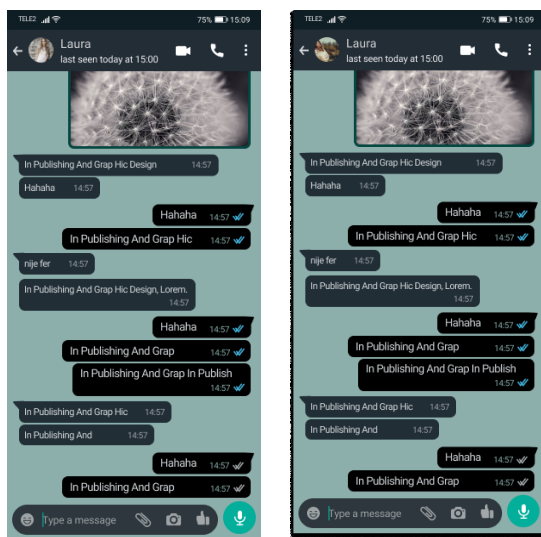 TELE2 75% 15:09
Laura
last seen today at 15:00
In Publishing And Grap Hic Design 14:57
Hahaha 14:57
Hahaha 14:57
In Publishing And Grap Hic 14:57
nije fer 14:57
In Publishing And Grap Hic Design, Lorem.
14:57
Hahaha 14:57
In Publishing And Grap 14:57
In Publishing And Grap In Publish
14:57
In Publishing And Grap Hic 14:57
In Publishing And 14:57
Hahaha 14:57
In Publishing And Grap 14:57
Type a message
TELE2 75% 15:09
Laura
last seen today at 15:00
In Publishing And Grap Hic Design 14:57
Hahaha 14:57
Hahaha 14:57
In Publishing And Grap Hic 14:57
nije fer 14:57
In Publishing And Grap Hic Design, Lorem.
14:57
Hahaha 14:57
In Publishing And Grap 14:57
In Publishing And Grap In Publish
14:57
In Publishing And Grap Hic 14:57
In Publishing And 14:57
Hahaha 14:57
In Publishing And Grap 14:57
Type a message